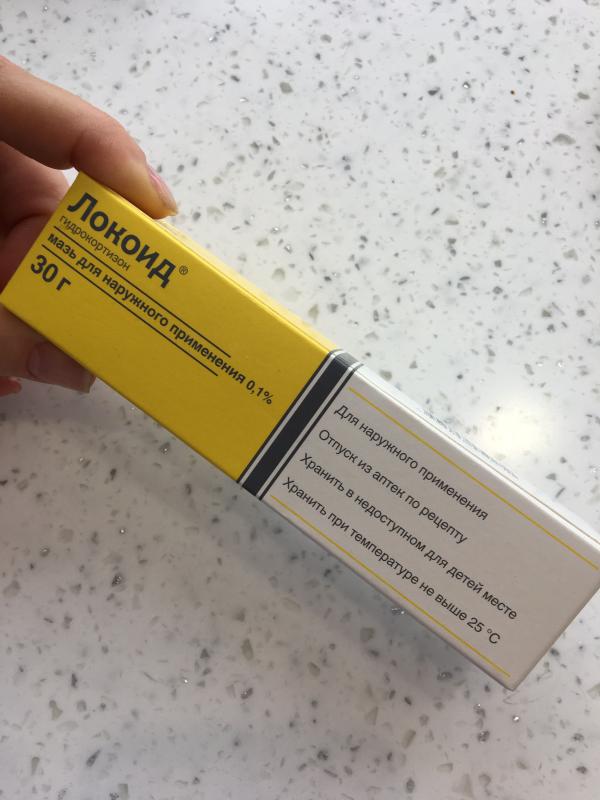 Локоид®
гидрокортизон
мазь для наружного применения 0,1%
30 г
Для наружного применения
Отпуск из аптек по рецепту
Хранить в недоступном для детей месте
Хранить при температуре не выше 25 °C